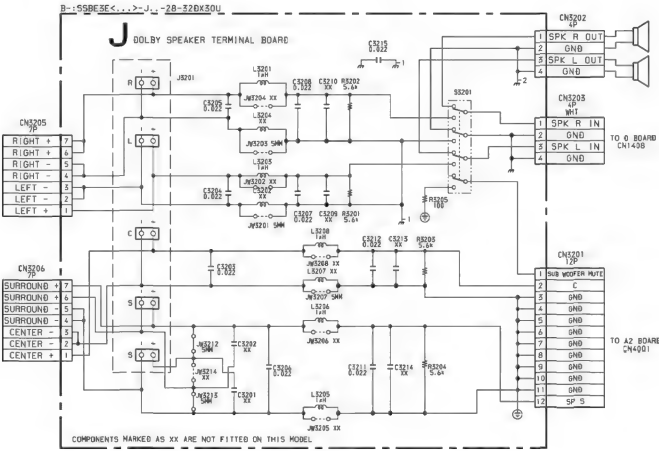 B-:SSBE3E<...>-J..-28-32DX30U
J DOLBY SPEAKER TERMINAL BOARD
C3215
0.022
1
CN3202
4P
1 SPK R OUT
2 GND
3 SPK L OUT
4 GND
2
J3201
R
L
C
S
S
L3201
1uH
JW3204 XX
L3204
XX
JW3203 5MM
L3203
1uH
JW3202 XX
L3202
XX
JW3201 5MM
C3205
0.022
C3208
0.022
C3210
XX
R3202
5.6k
C3204
0.022
C3207
0.022
C3209
XX
R3201
5.6k
S3201
R3205
100
1
CN3203
4P
WHT
1 SPK R IN
2 GND
3 SPK L IN
4 GND
TO O BOARD
CN1408
CN3205
7P
RIGHT + 7
RIGHT + 6
RIGHT - 5
RIGHT - 4
LEFT - 3
LEFT - 2
LEFT + 1
C3203
0.022
L3208
1uH
JW3208 XX
L3207 XX
JW3207 5MM
L3206
1uH
JW3206 XX
C3212
0.022
C3213
XX
R3203
5.6k
CN3206
7P
SURROUND + 7
SURROUND + 6
SURROUND - 5
SURROUND - 4
CENTER - 3
CENTER - 2
CENTER + 1
JW3212
5MM
JW3214
XX
JW3213
5MM
C3202
XX
C3201
XX
C3206
0.022
C3211
0.022
C3214
XX
R3204
5.6k
L3205
1uH
JW3205 XX
CN3201
12P
1 SUB WOOFER MUTE
2 C
3 GND
4 GND
5 GND
6 GND
7 GND
8 GND
9 GND
10 GND
11 GND
12 SP S
TO A2 BOARD
CN4001
COMPONENTS MARKED AS XX ARE NOT FITTED ON THIS MODEL